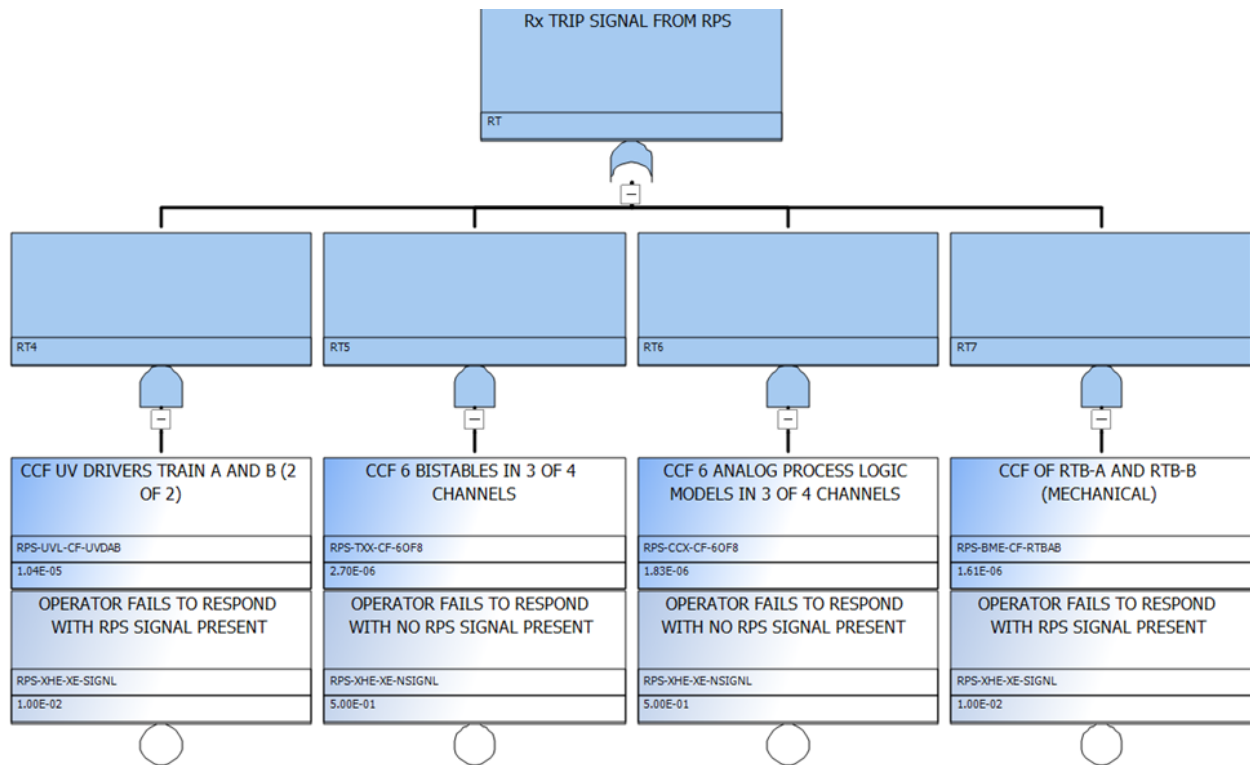 Rx TRIP SIGNAL FROM RPS
RT
RT4
RT5
RT6
RT7
CCF UV DRIVERS TRAIN A AND B (2
OF 2)
RPS-UVL-CF-UVDAB
1.04E-05
OPERATOR FAILS TO RESPOND
WITH RPS SIGNAL PRESENT
RPS-XHE-XE-SIGNL
1.00E-02
CCF 6 BISTABLES IN 3 OF 4
CHANNELS
RPS-TXX-CF-6OF8
2.70E-06
OPERATOR FAILS TO RESPOND
WITH NO RPS SIGNAL PRESENT
RPS-XHE-XE-NSIGNL
5.00E-01
CCF 6 ANALOG PROCESS LOGIC
MODELS IN 3 OF 4 CHANNELS
RPS-CCX-CF-6OF8
1.83E-06
OPERATOR FAILS TO RESPOND
WITH NO RPS SIGNAL PRESENT
RPS-XHE-XE-NSIGNL
5.00E-01
CCF OF RTB-A AND RTB-B
(MECHANICAL)
RPS-BME-CF-RTBAB
1.61E-06
OPERATOR FAILS TO RESPOND
WITH RPS SIGNAL PRESENT
RPS-XHE-XE-SIGNL
1.00E-02